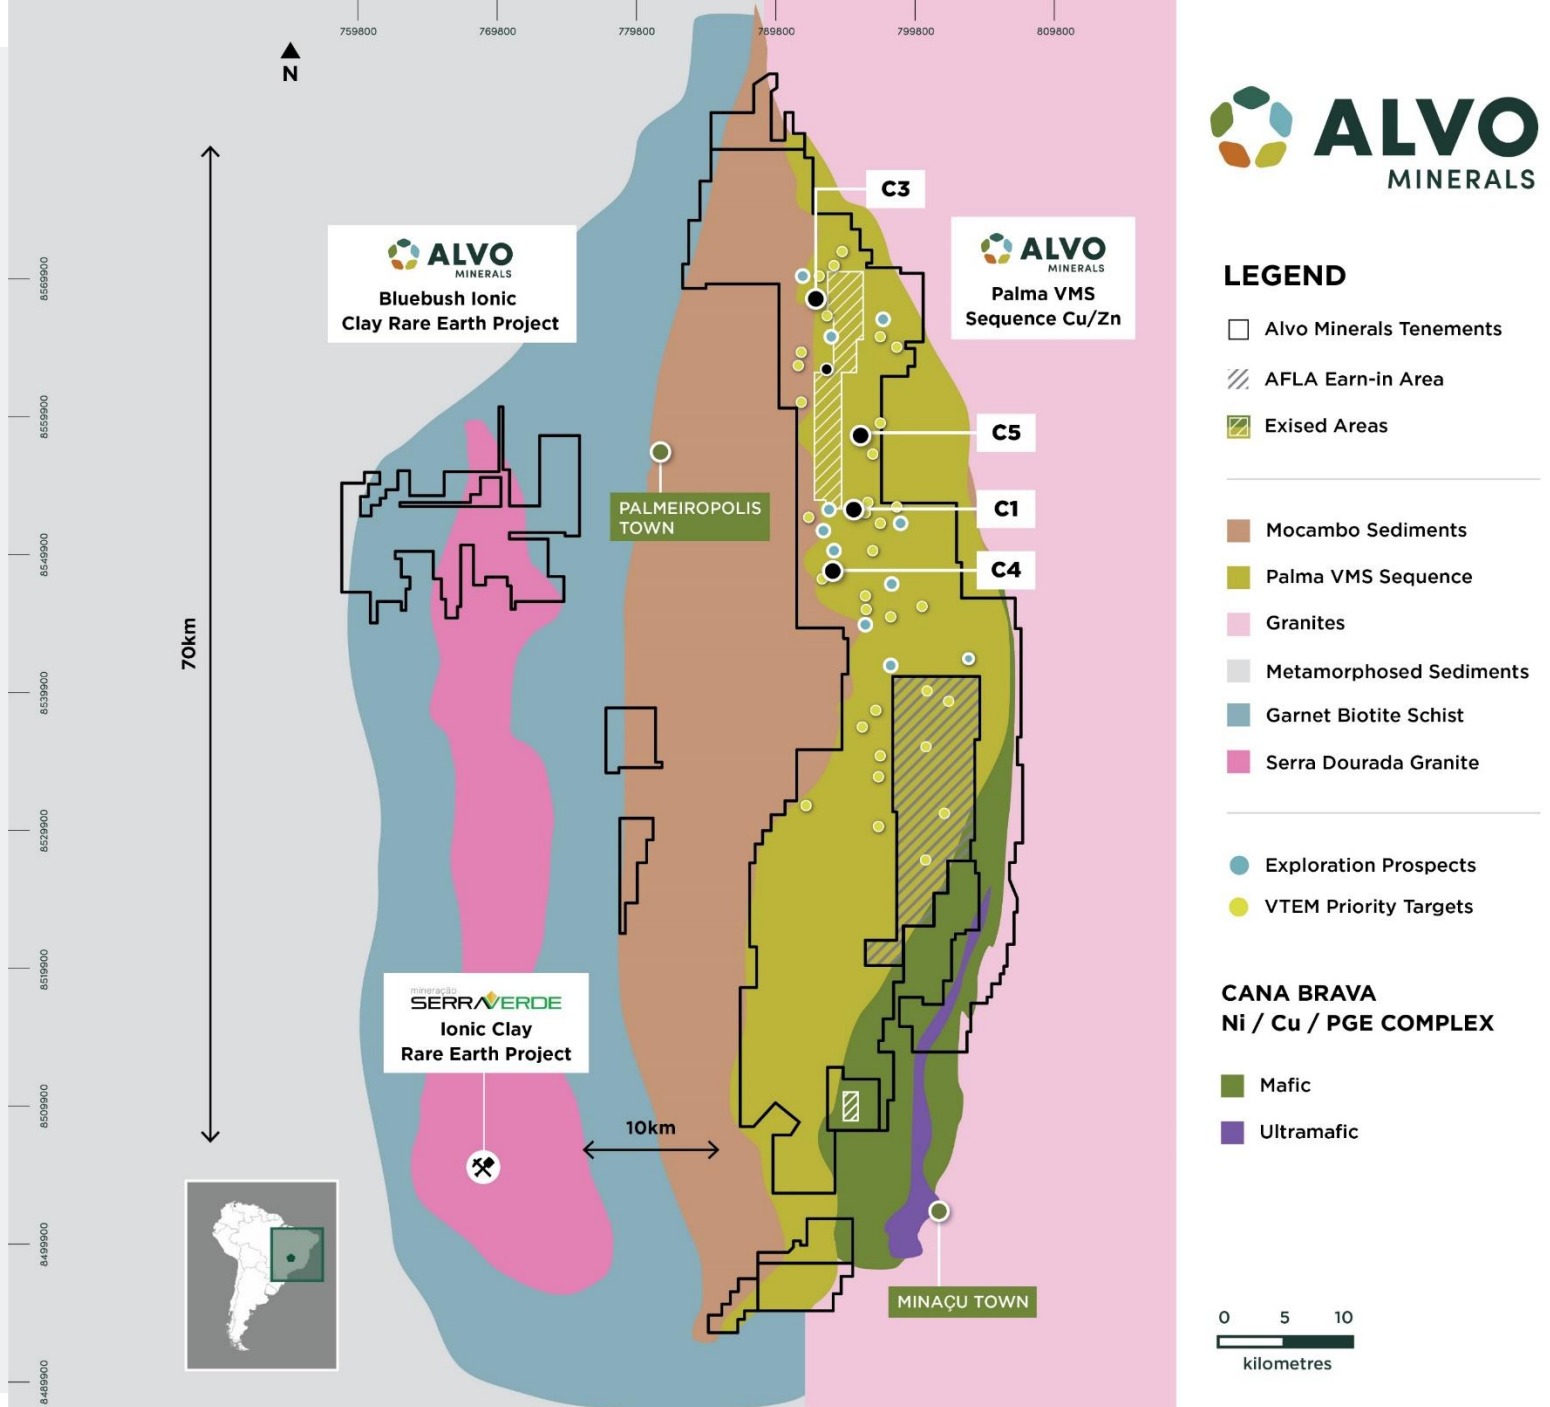 759800
769800
779800
789800
799800
809800
N
ALVO
MINERALS
C3
ALVO
MINERALS
Bluebush Ionic
Clay Rare Earth Project
ALVO
MINERALS
Palma VMS
Sequence Cu/Zn
8569900
8559900
8549900
8539900
8529900
8519900
8509900
8499900
8489900
C5
C1
C4
PALMEIROPOLIS
TOWN
70km
mineração
SERRAVERDE
Ionic Clay
Rare Earth Project
10km
MINAÇU TOWN
LEGEND
Alvo Minerals Tenements
AFLA Earn-in Area
Exised Areas
Mocambo Sediments
Palma VMS Sequence
Granites
Metamorphosed Sediments
Garnet Biotite Schist
Serra Dourada Granite
Exploration Prospects
VTEM Priority Targets
CANA BRAVA
Ni / Cu / PGE COMPLEX
Mafic
Ultramafic
0 5 10
kilometres